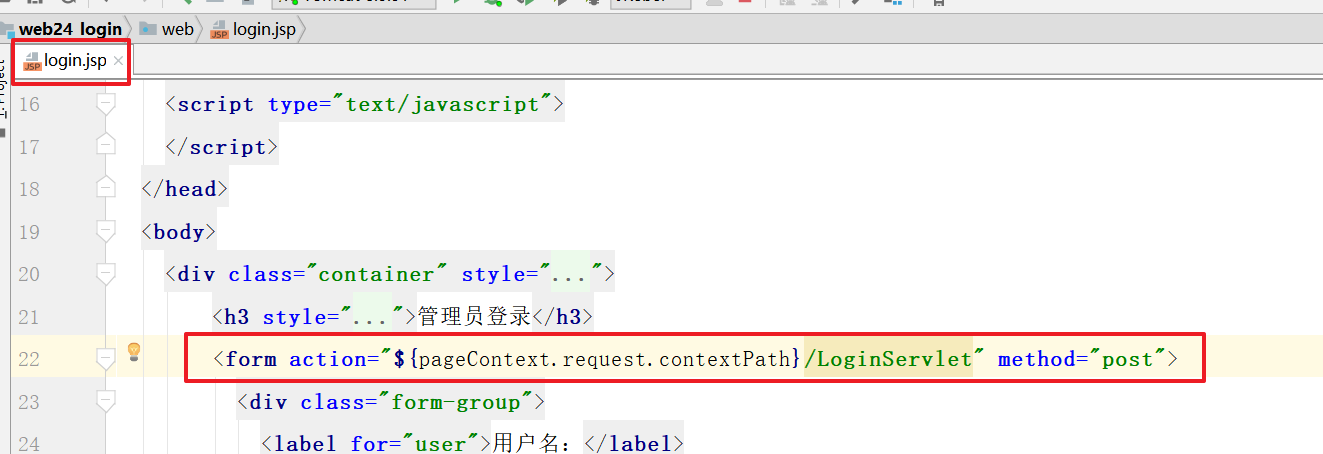 web24_login web login.jsp
login.jsp
16 <script type="text/javascript">
17 </script>
18 </head>
19 <body>
20 <div class="container" style="...">
21 <h3 style="...">管理员登录</h3>
22 <form action="${pageContext.request.contextPath}/LoginServlet" method="post">
23 <div class="form-group">
24 <label for="user">用户名：</label>